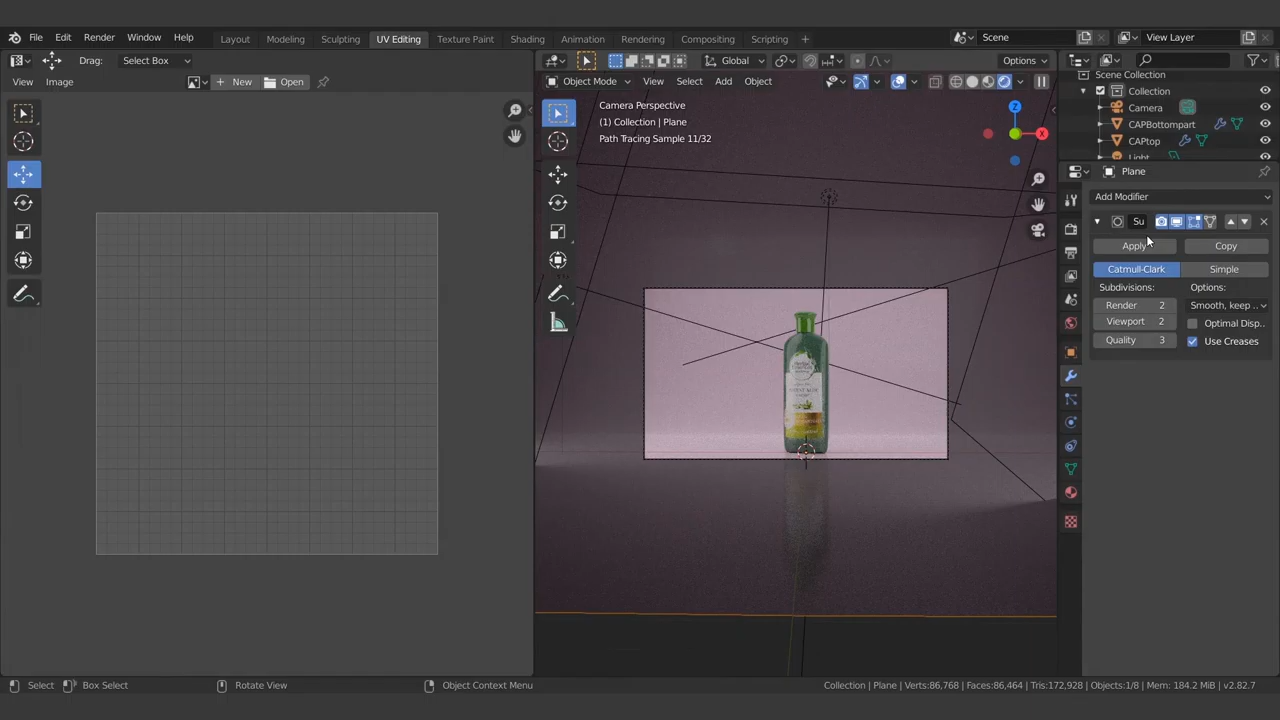 File Edit Render Window Help
Layout Modeling Sculpting UV Editing Texture Paint Shading Animation Rendering Compositing Scripting +
Scene
View Layer
Drag: Select Box
View Image
New Open
Global
Options
Object Mode View Select Add Object
Camera Perspective
(1) Collection | Plane
Path Tracing Sample 11/32
Z
X
Scene Collection
Collection
Camera
CAPBottompart
CAPtop
Light
Plane
Add Modifier
Su
Apply Copy
Catmull-Clark Simple
Subdivisions: Options:
Render 2 Smooth, keep ..
Viewport 2 Optimal Disp..
Quality 3 Use Creases
Select Box Select Rotate View Object Context Menu
Collection | Plane | Verts:86,768 | Faces:86,464 | Tris:172,928 | Objects:1/8 | Mem: 184.2 MiB | v2.82.7